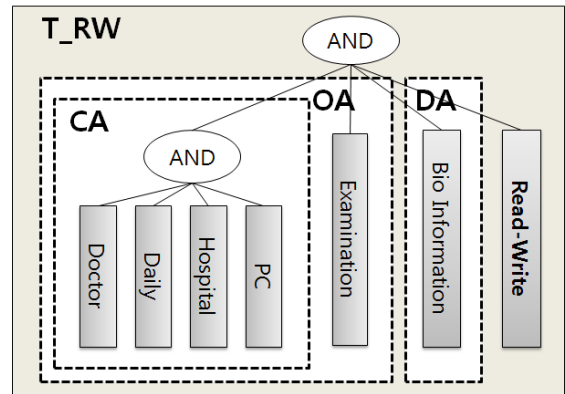 T_RW
AND
OA
DA
CA
AND
Doctor
Daily
Hospital
PC
Examination
Bio Information
Read-Write